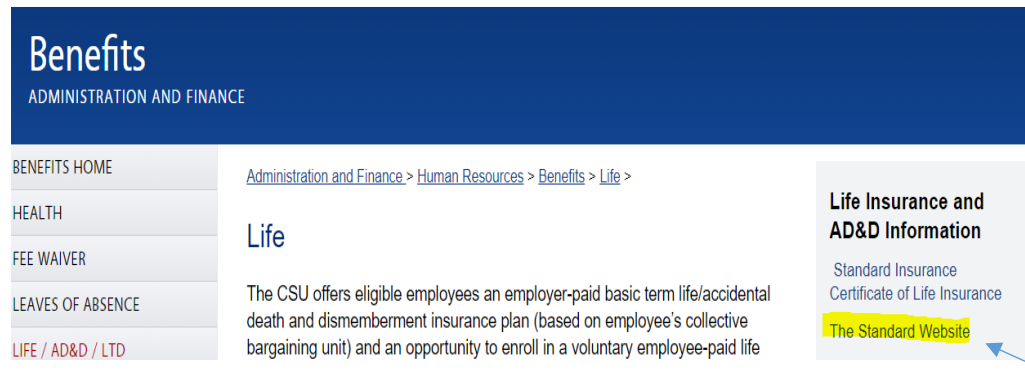 Benefits
ADMINISTRATION AND FINANCE
BENEFITS HOME
HEALTH
FEE WAIVER
LEAVES OF ABSENCE
LIFE / AD&D / LTD
Administration and Finance > Human Resources > Benefits > Life >
Life
The CSU offers eligible employees an employer-paid basic term life/accidental
death and dismemberment insurance plan (based on employee's collective
bargaining unit) and an opportunity to enroll in a voluntary employee-paid life
Life Insurance and
AD&D Information
Standard Insurance
Certificate of Life Insurance
The Standard Website